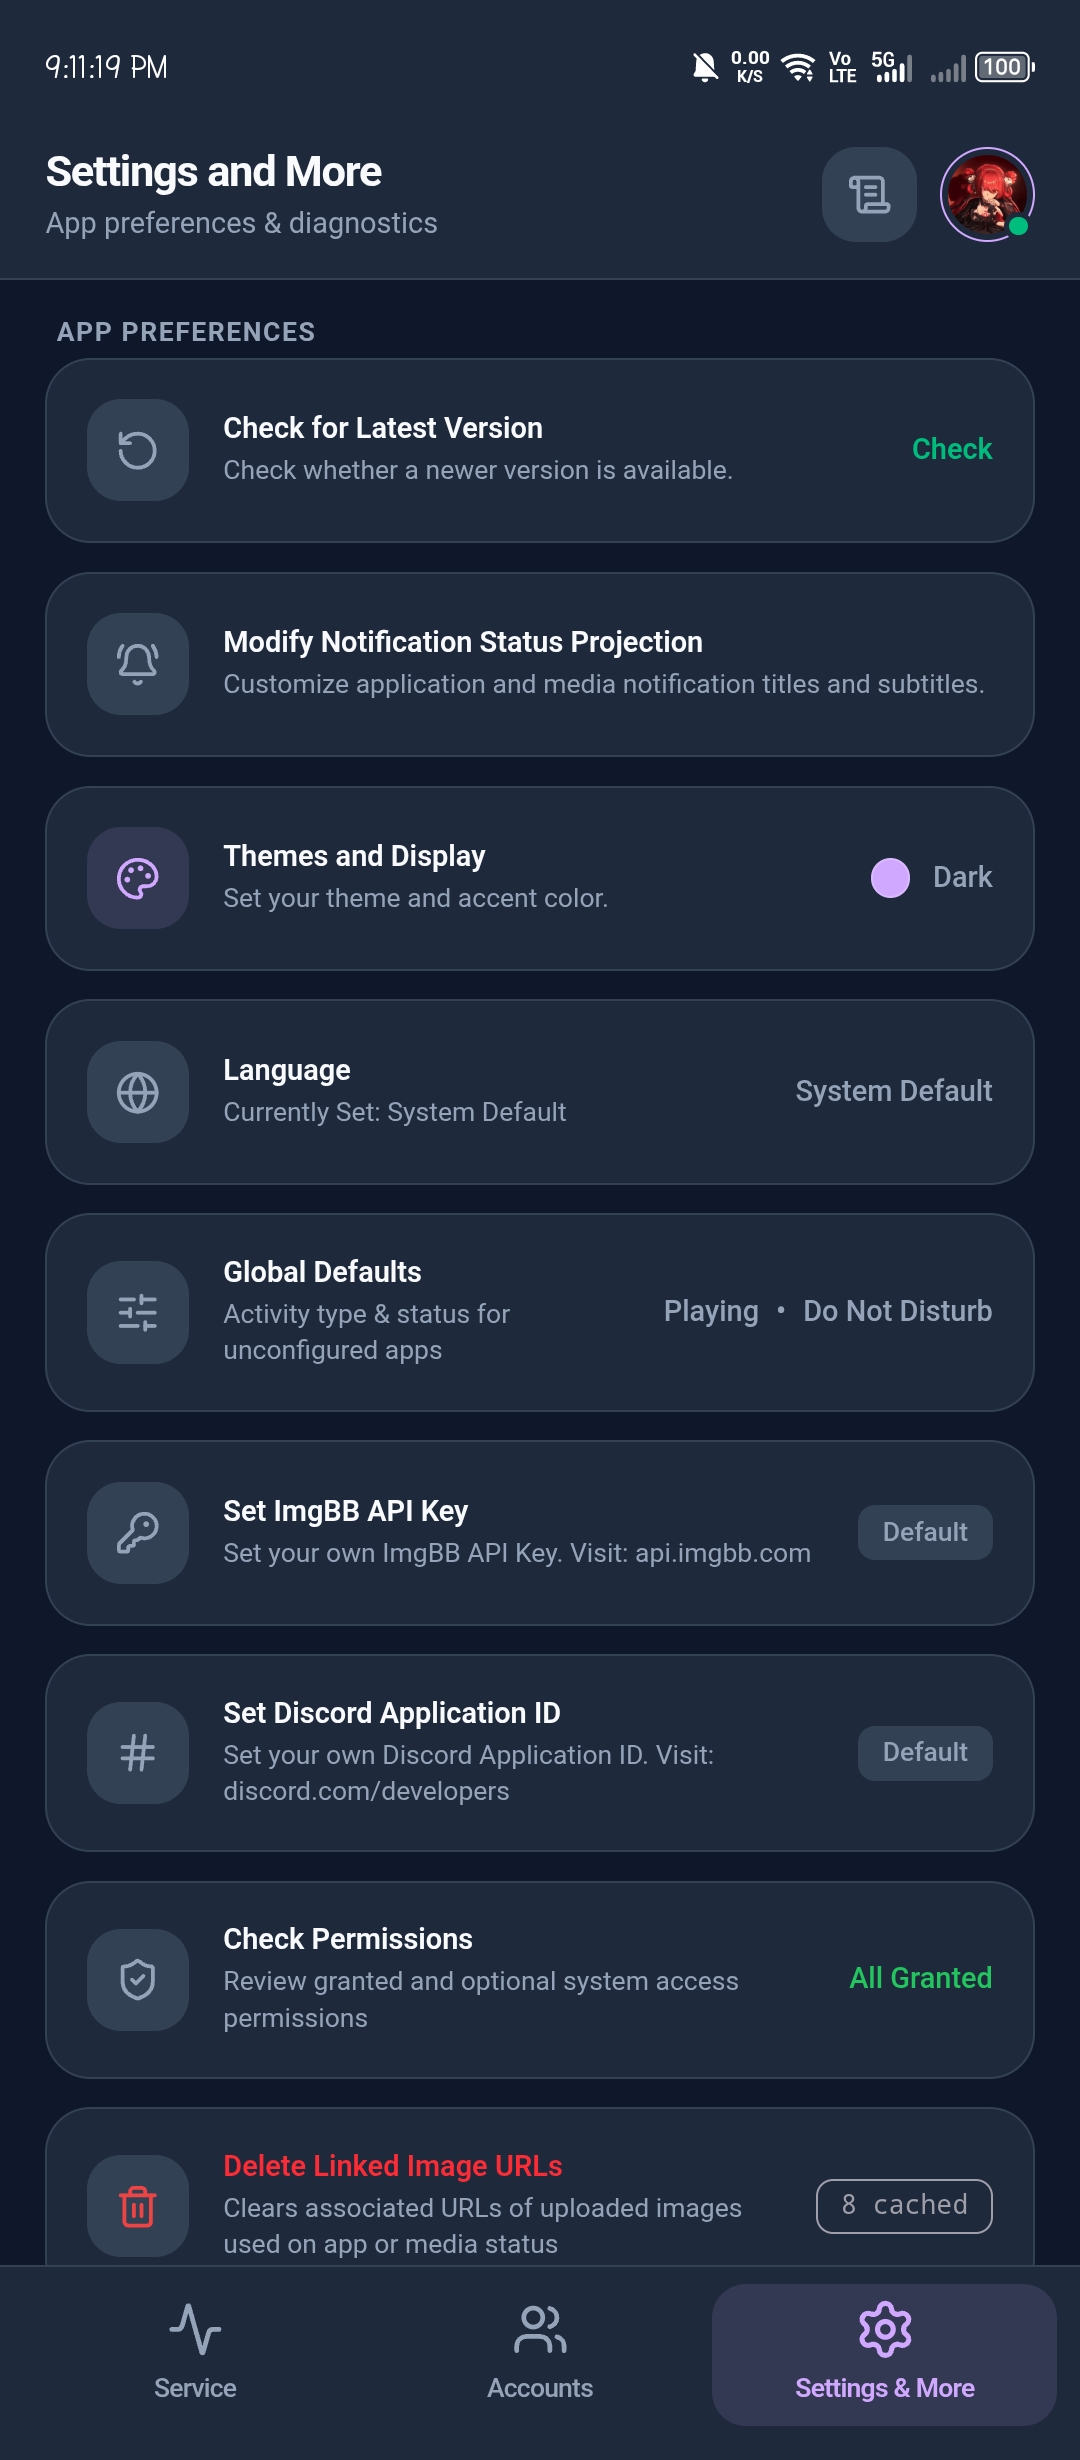 9:11:19 PM
0.00
K/S
Vo
LTE
5G
100
Settings and More
App preferences & diagnostics
APP PREFERENCES
Check for Latest Version
Check whether a newer version is available.
Check
Modify Notification Status Projection
Customize application and media notification titles and subtitles.
Themes and Display
Set your theme and accent color.
Dark
Language
Currently Set: System Default
System Default
Global Defaults
Activity type & status for
unconfigured apps
Playing • Do Not Disturb
Set ImgBB API Key
Set your own ImgBB API Key. Visit: api.imgbb.com
Default
Set Discord Application ID
Set your own Discord Application ID. Visit:
discord.com/developers
Default
Check Permissions
Review granted and optional system access
permissions
All Granted
Delete Linked Image URLs
Clears associated URLs of uploaded images
used on app or media status
8 cached
Service
Accounts
Settings & More